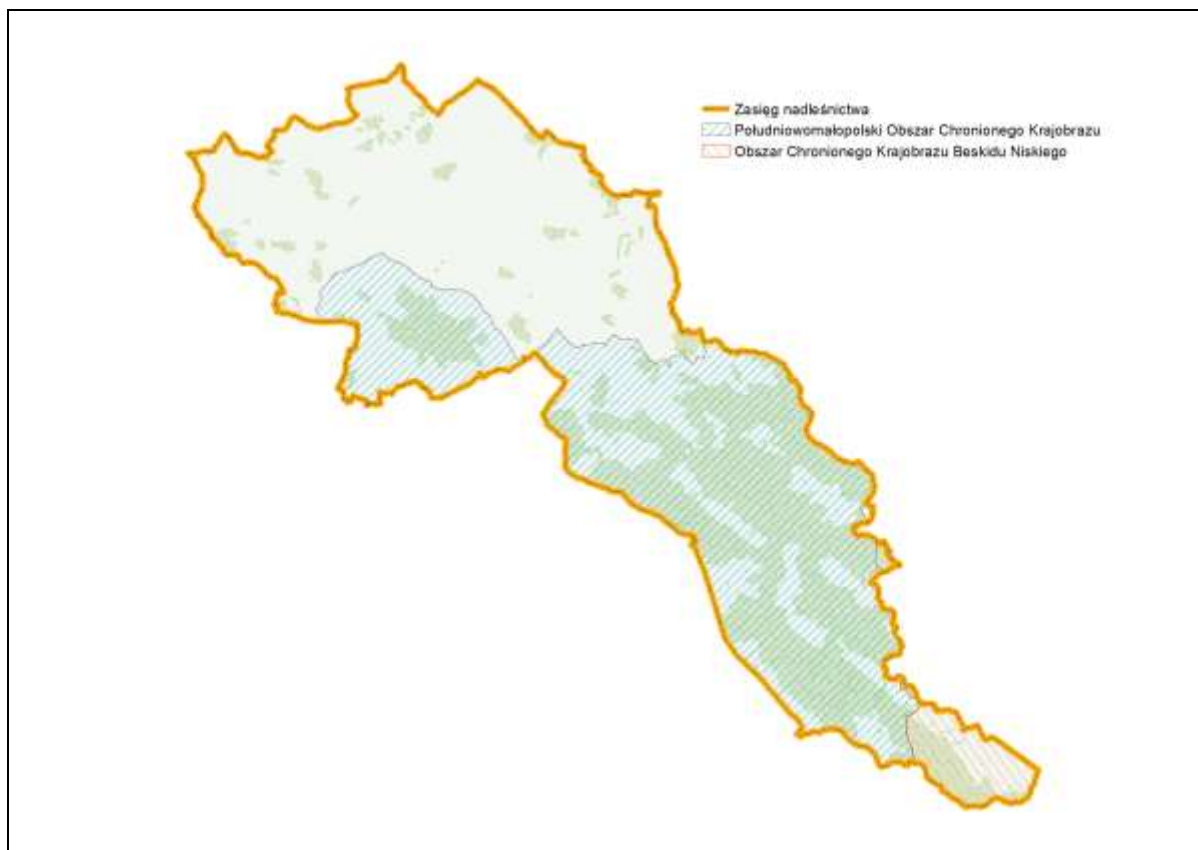 Zasięg nadleśnictwa
Południowomałopolski Obszar Chronionego Krajobrazu
Obszar Chronionego Krajobrazu Beskidu Niskiego